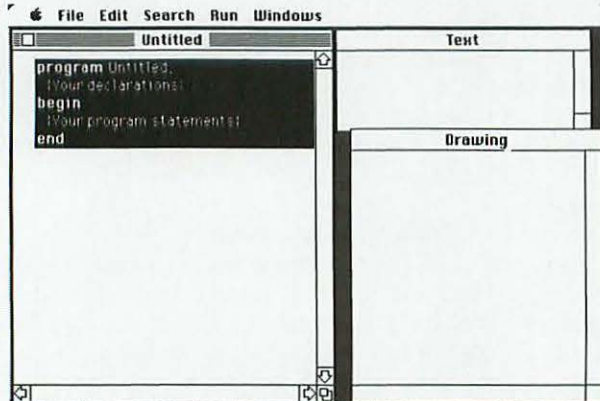 File Edit Search Run Windows
Untitled
program Untitled;
{Your declarations}
begin
{Your program statements}
end
Text
Drawing